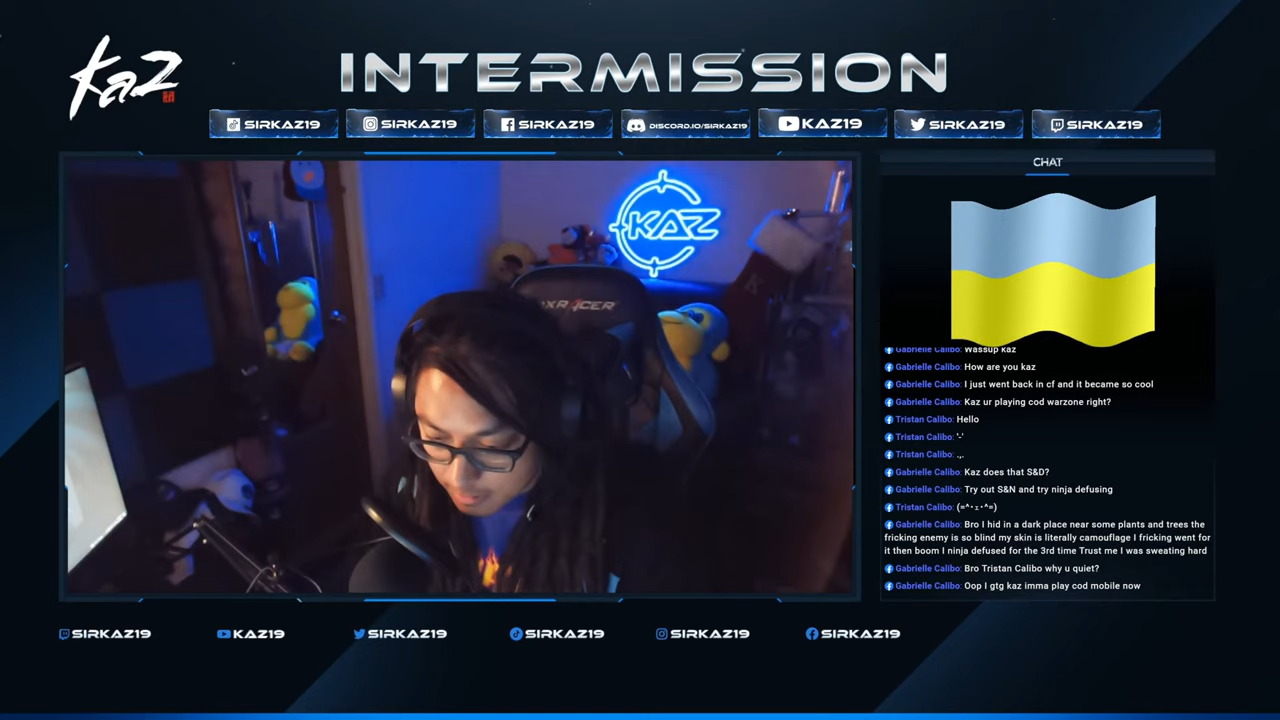 Kaz
INTERMISSION
SIRKAZ19
SIRKAZ19
SIRKAZ19
DISCORD.IO/SIRKAZ19
KAZ19
SIRKAZ19
SIRKAZ19
CHAT
KAZ
DXRACER
K
Gabrielle Calibo: Wassup kaz
Gabrielle Calibo: How are you kaz
Gabrielle Calibo: I just went back in cf and it became so cool
Gabrielle Calibo: Kaz ur playing cod warzone right?
Tristan Calibo: Hello
Tristan Calibo: '-'
Tristan Calibo: .,.
Gabrielle Calibo: Kaz does that S&D?
Gabrielle Calibo: Try out S&N and try ninja defusing
Tristan Calibo: (=^･ｪ･^=)
Gabrielle Calibo: Bro I hid in a dark place near some plants and trees the
fricking enemy is so blind my skin is literally camouflage I fricking went for
it then boom I ninja defused for the 3rd time Trust me I was sweating hard
Gabrielle Calibo: Bro Tristan Calibo why u quiet?
Gabrielle Calibo: Oop I gtg kaz imma play cod mobile now
SIRKAZ19
KAZ19
SIRKAZ19
SIRKAZ19
SIRKAZ19
SIRKAZ19